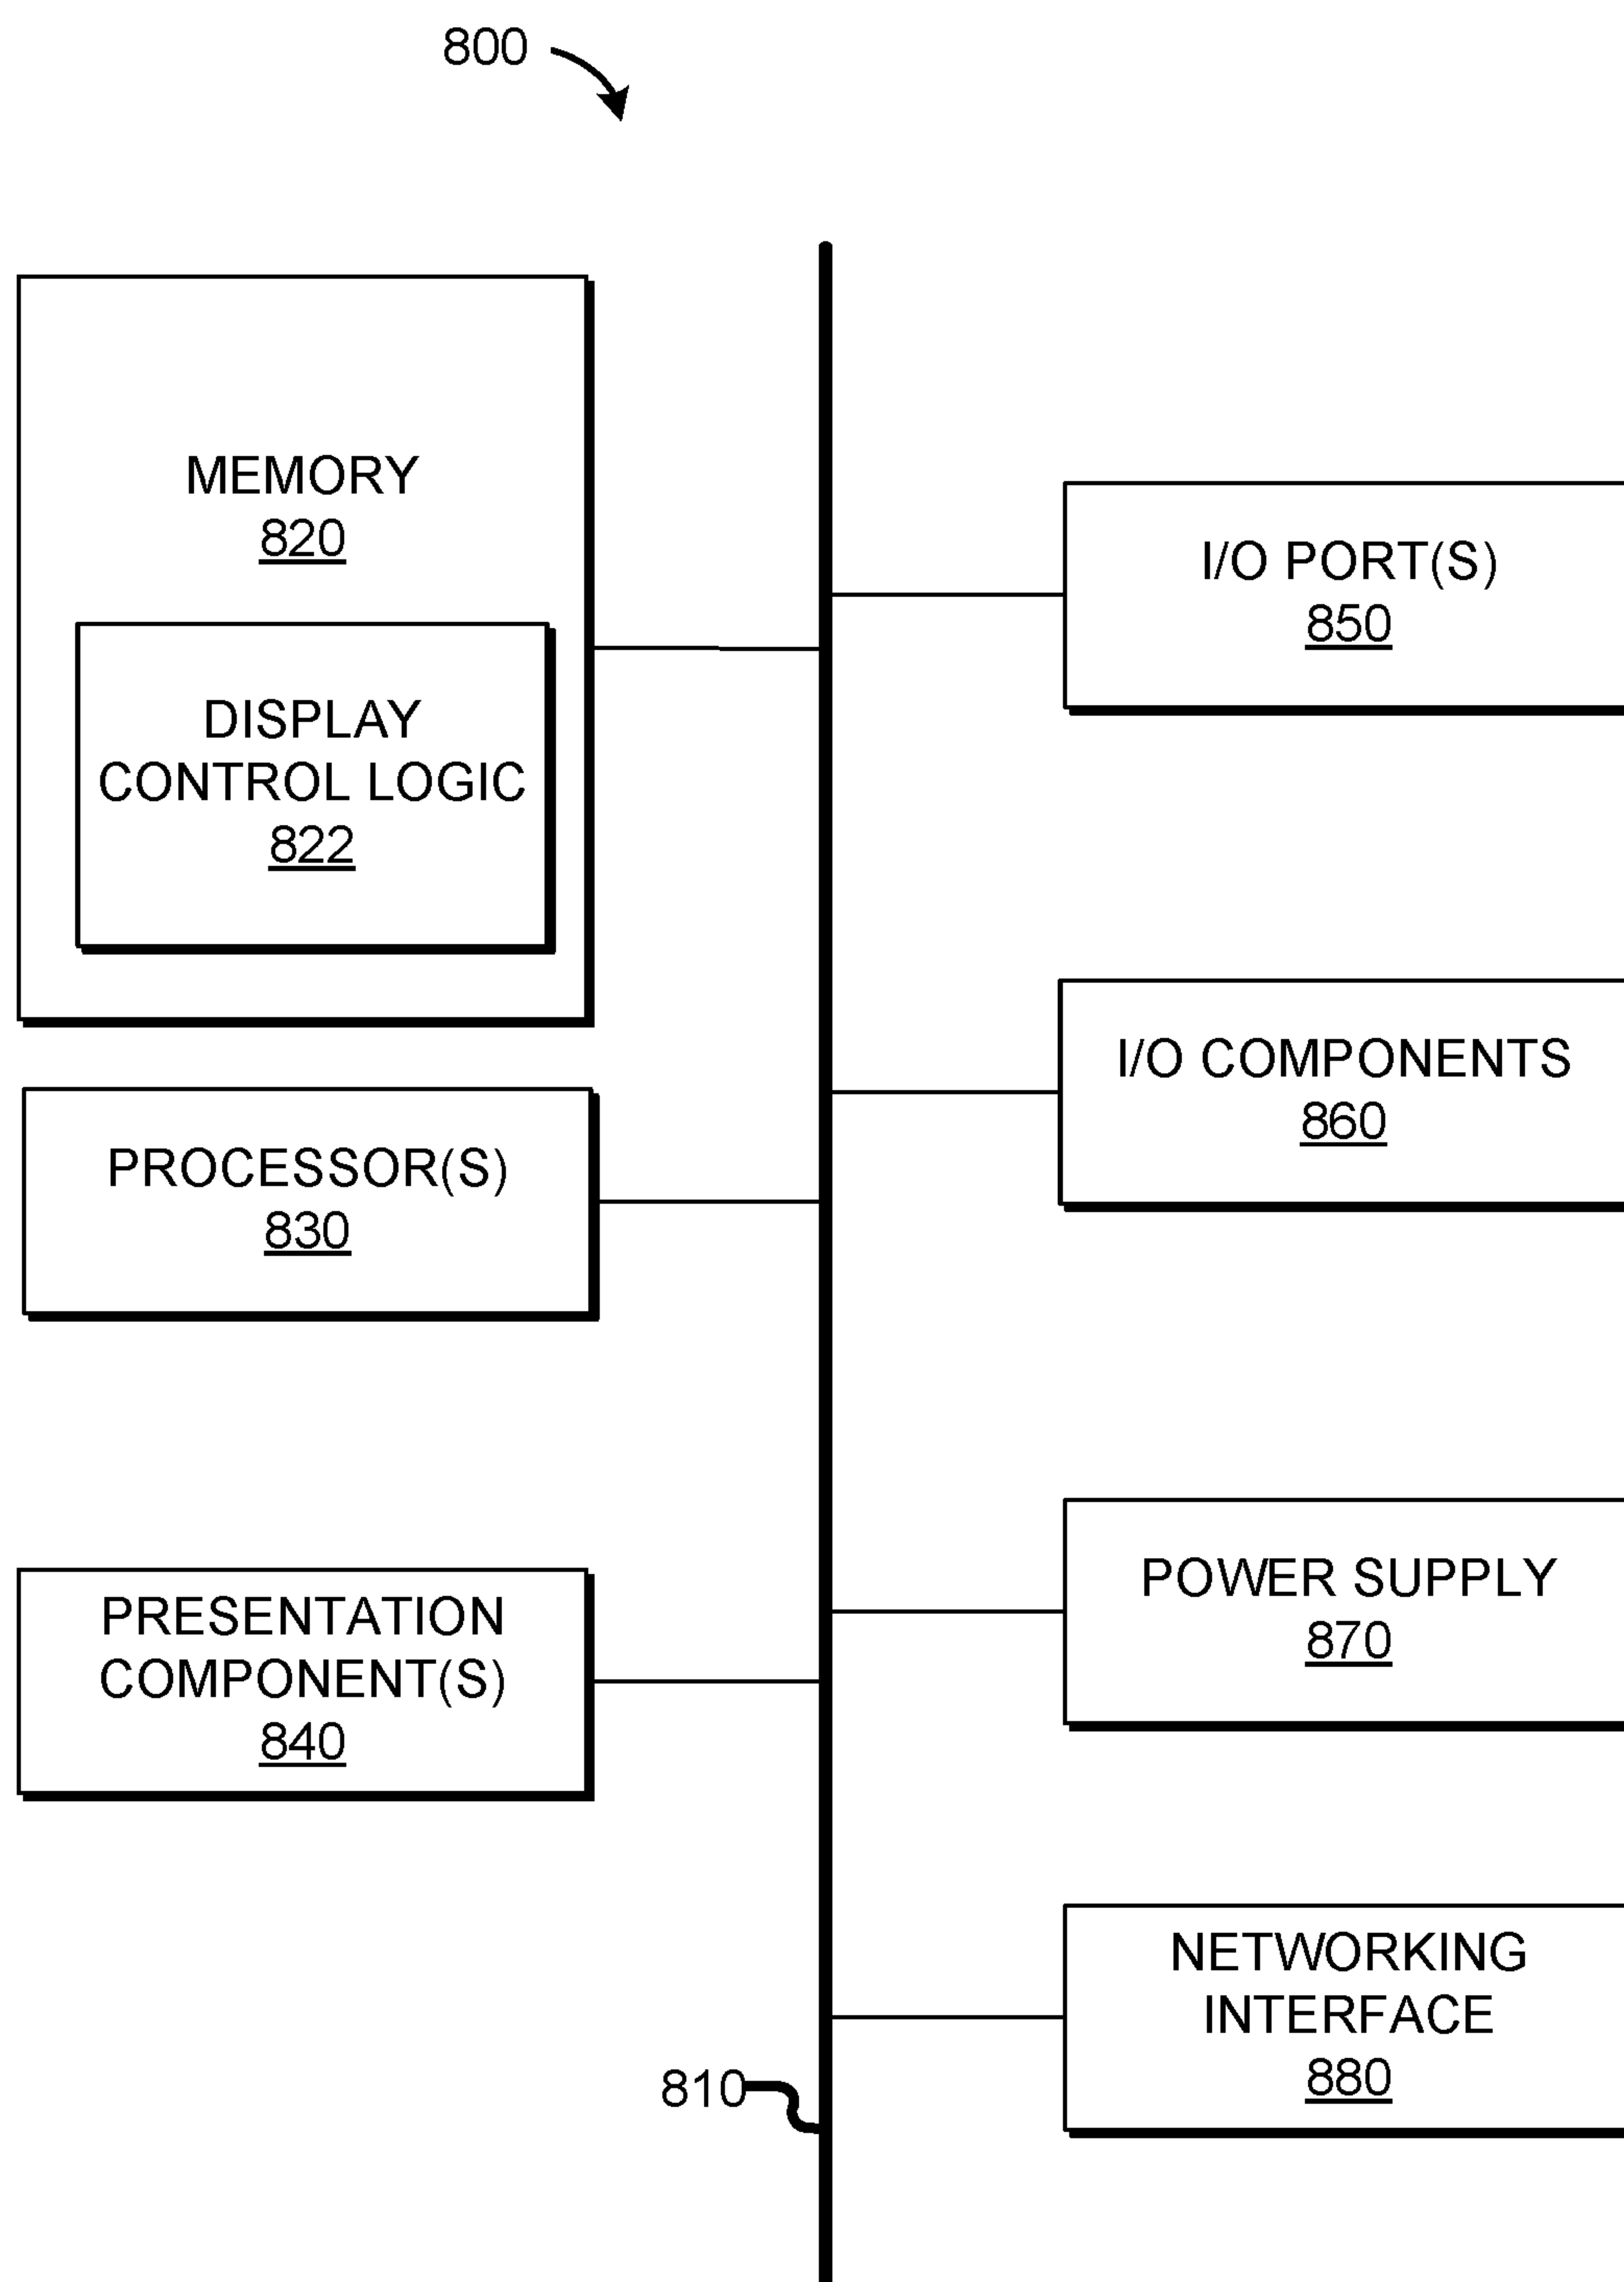 800
MEMORY
820
DISPLAY
CONTROL LOGIC
822
PROCESSOR(S)
830
PRESENTATION
COMPONENT(S)
840
I/O PORT(S)
850
I/O COMPONENTS
860
POWER SUPPLY
870
NETWORKING
INTERFACE
880
810